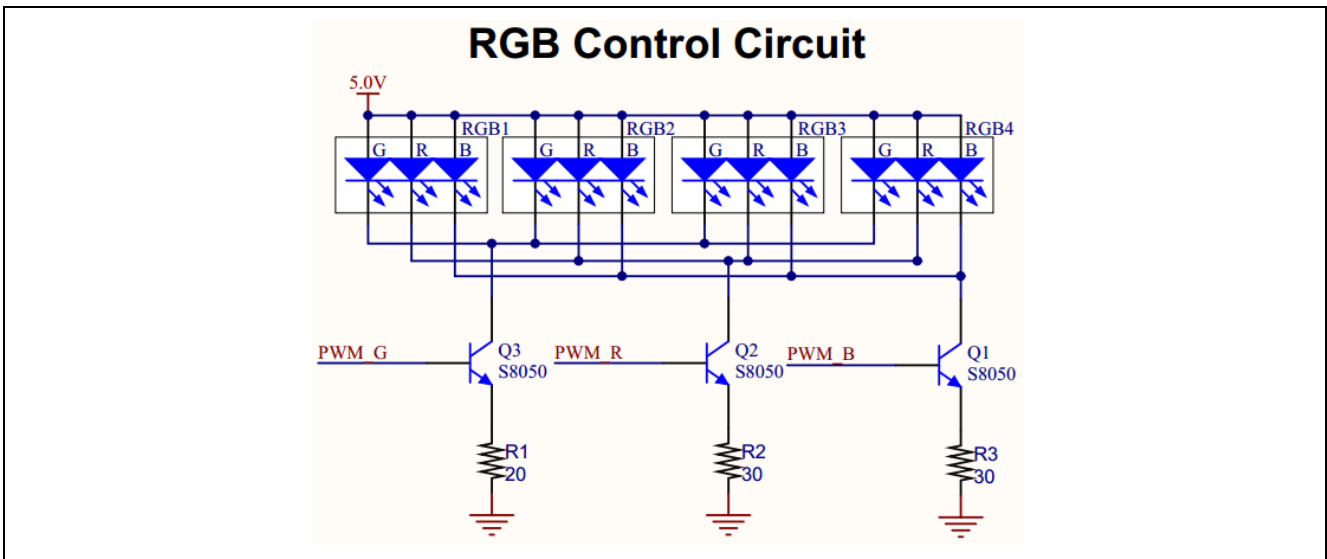 RGB Control Circuit
5.0V
RGB1 RGB2 RGB3 RGB4
G R B G R B G R B G R B
PWM_G Q3 PWM_R Q2 PWM_B Q1
S8050 S8050 S8050
R1 R2 R3
20 30 30